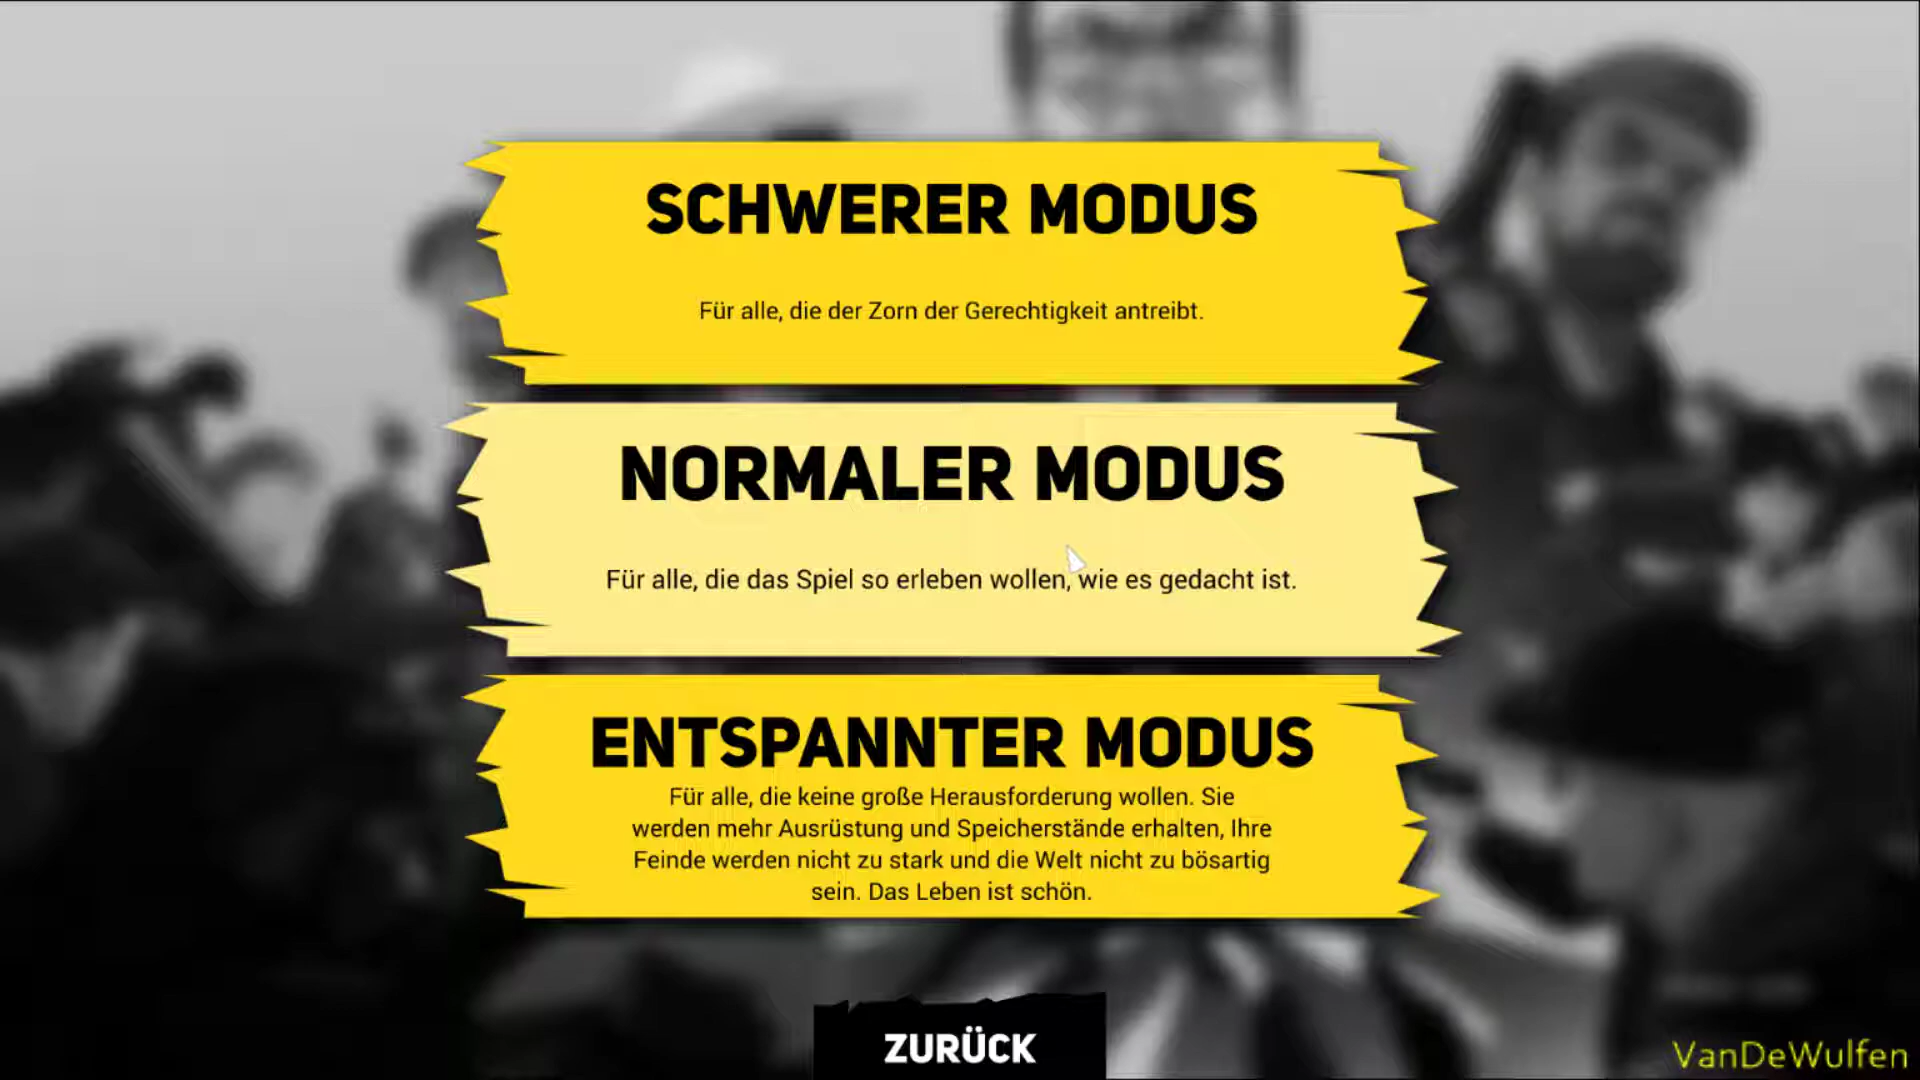 SCHWERER MODUS
Für alle, die der Zorn der Gerechtigkeit antreibt.
NORMALER MODUS
Für alle, die das Spiel so erleben wollen, wie es gedacht ist.
ENTSPANNTER MODUS
Für alle, die keine große Herausforderung wollen. Sie
werden mehr Ausrüstung und Speicherstände erhalten, Ihre
Feinde werden nicht zu stark und die Welt nicht zu bösartig
sein. Das Leben ist schön.
ZURÜCK
VanDeWulfen